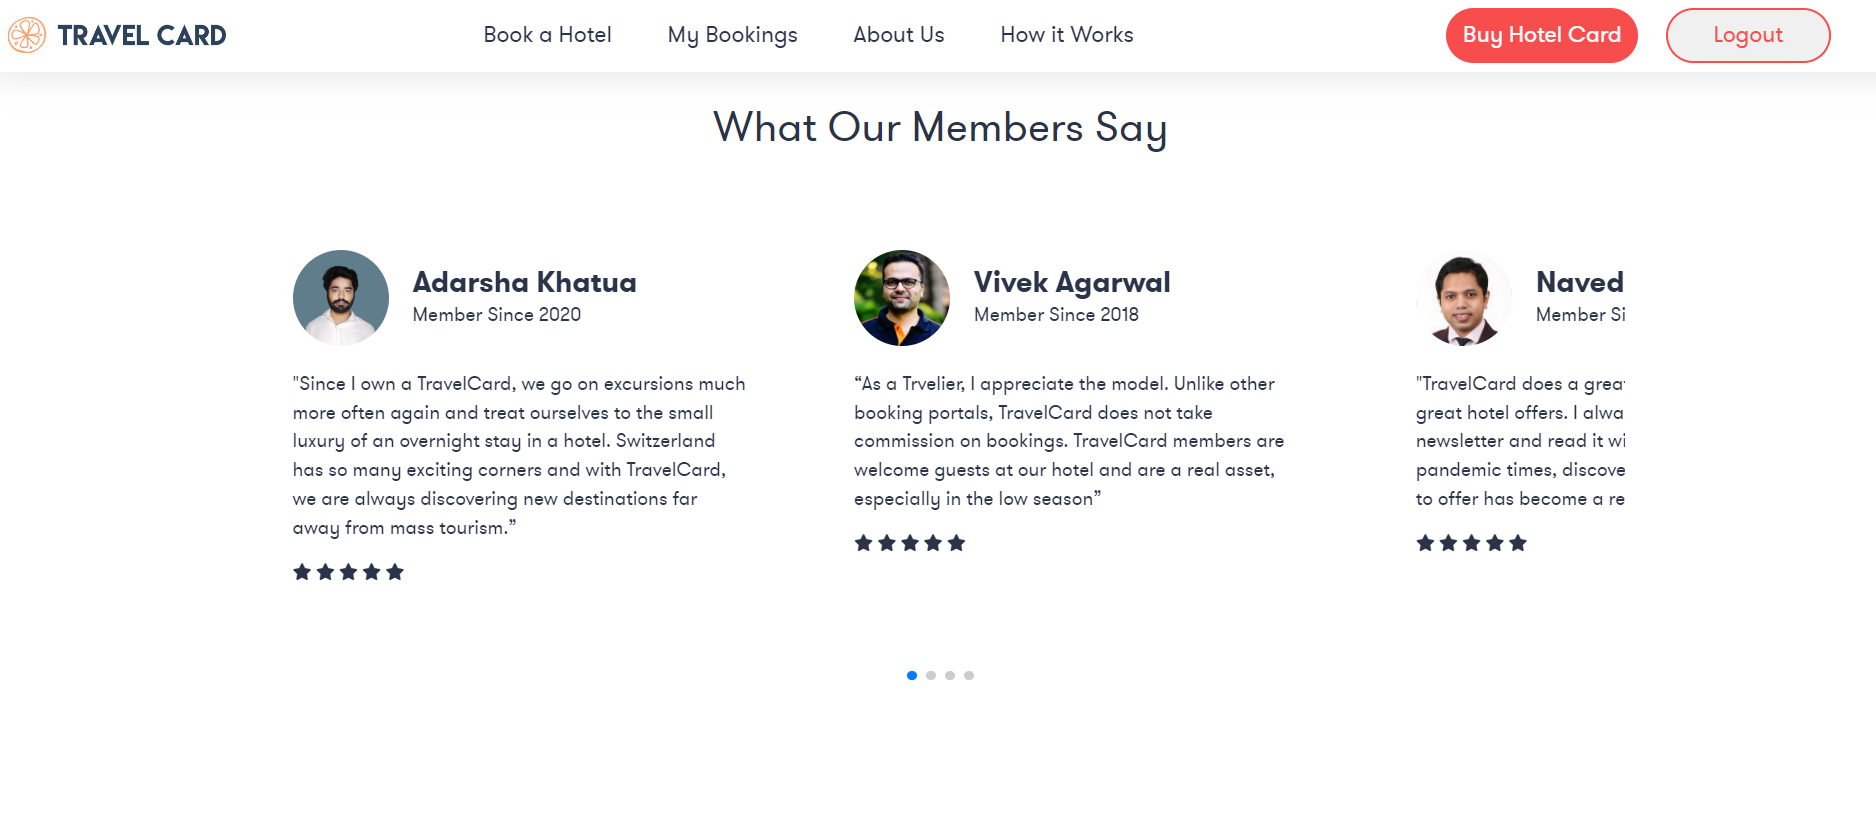 TRAVEL CARD
Book a Hotel
My Bookings
About Us
How it Works
Buy Hotel Card
Logout
What Our Members Say
Adarsha Khatua
Member Since 2020
"Since I own a TravelCard, we go on excursions much
more often again and treat ourselves to the small
luxury of an overnight stay in a hotel. Switzerland
has so many exciting corners and with TravelCard,
we are always discovering new destinations far
away from mass tourism.”
Vivek Agarwal
Member Since 2018
“As a Trvelier, I appreciate the model. Unlike other
booking portals, TravelCard does not take
commission on bookings. TravelCard members are
welcome guests at our hotel and are a real asset,
especially in the low season”
Naved
Member Si
"TravelCard does a grea
great hotel offers. I alwa
newsletter and read it wi
pandemic times, discove
to offer has become a re